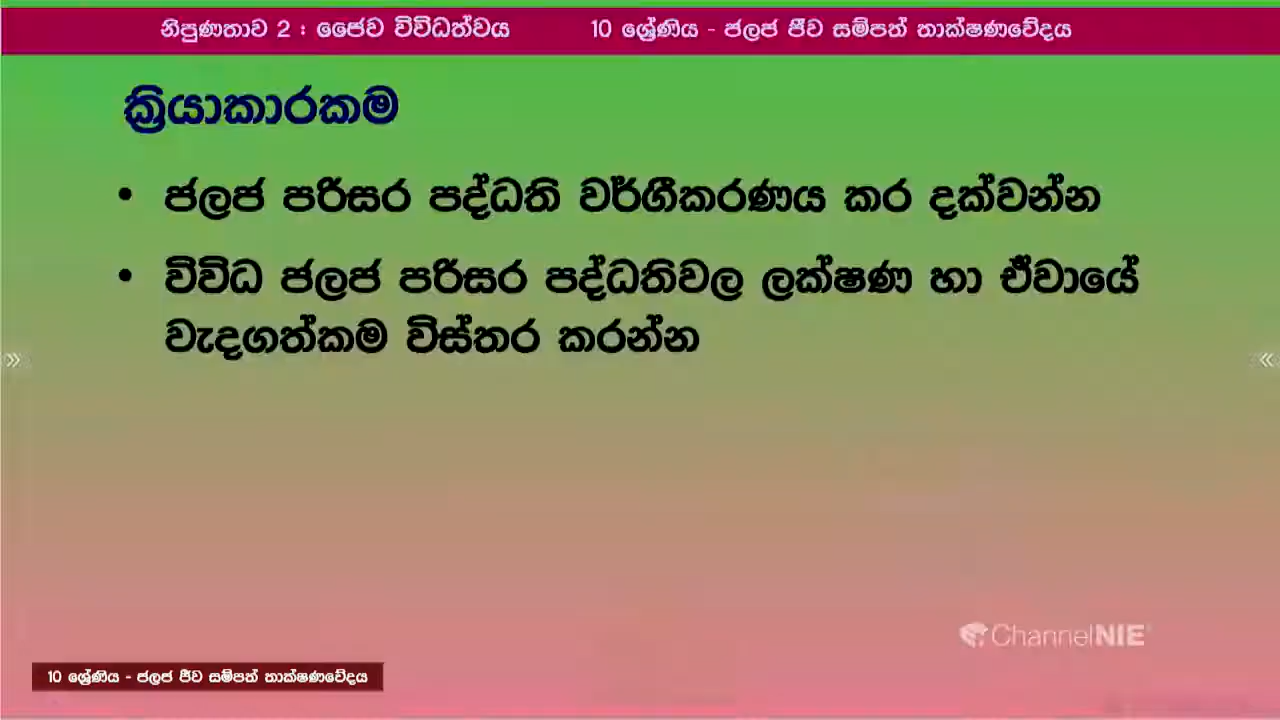 නිපුණතාව 2 : ජෛව විවිධත්වය 10 ශ්‍රේණිය - ජලජ ජීව සම්පත් තාක්ෂණවේදය
ක්‍රියාකාරකම
• ජලජ පරිසර පද්ධති වර්ගීකරණය කර දක්වන්න
• විවිධ ජලජ පරිසර පද්ධතිවල ලක්ෂණ හා ඒවායේ
වැදගත්කම විස්තර කරන්න
ChannelNIE
10 ශ්‍රේණිය - ජලජ ජීව සම්පත් තාක්ෂණවේදය